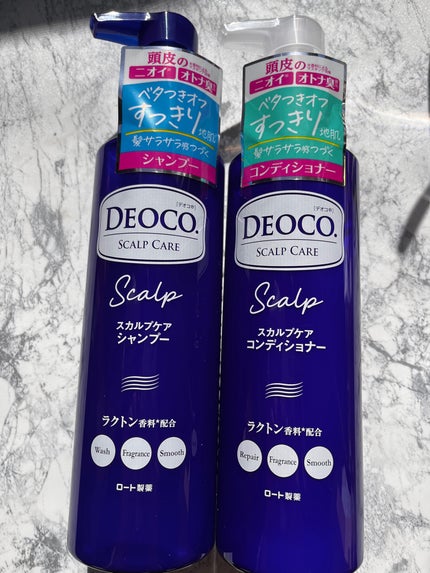 頭皮の
ニオイ オトナ臭
ベタつきオフ
すっきり地肌
髪サラサラ
シャンプー
[デオコ]
DEOCO.
SCALP CARE
Scalp
スカルプケア
シャンプー
ラクトン香料*配合
Wash Fragrance Smooth
ロート製薬
頭皮の
ニオイ オトナ臭
ベタつきオフ
すっきり地肌
髪サラサラ
コンディショナー
DEOCO.
SCALP CARE
Scalp
スカルプケア
コンディショナー
ラクトン香料*配合
Repair Fragrance Smooth
ロート製薬